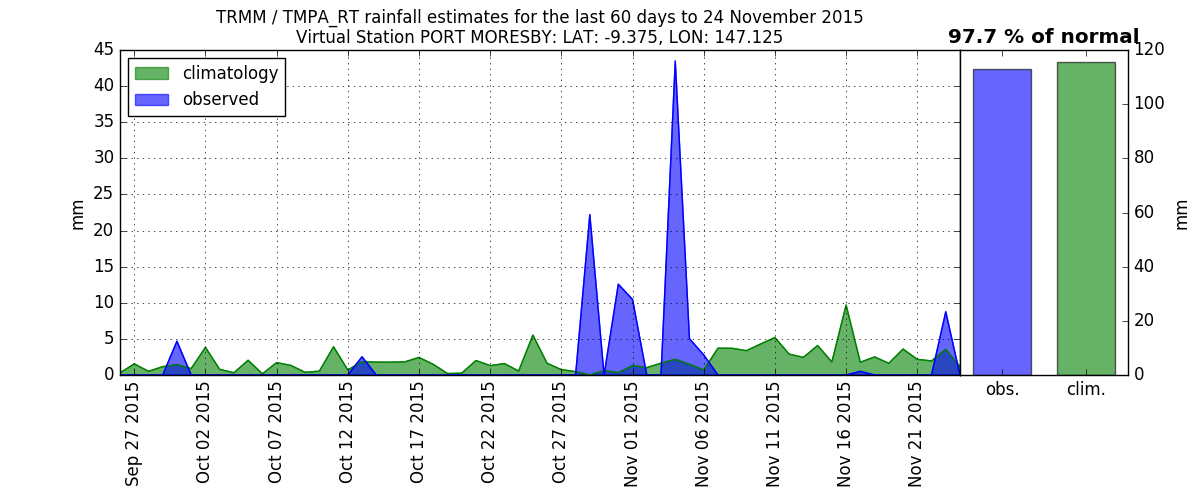 TRMM / TMPA_RT rainfall estimates for the last 60 days to 24 November 2015
Virtual Station PORT MORESBY: LAT: -9.375, LON: 147.125
97.7 % of normal
climatology
observed
45
40
35
30
25
20
15
10
5
0
mm
Sep 27 2015
Oct 02 2015
Oct 07 2015
Oct 12 2015
Oct 17 2015
Oct 22 2015
Oct 27 2015
Nov 01 2015
Nov 06 2015
Nov 11 2015
Nov 16 2015
Nov 21 2015
obs.
clim.
120
100
80
60
40
20
0
mm